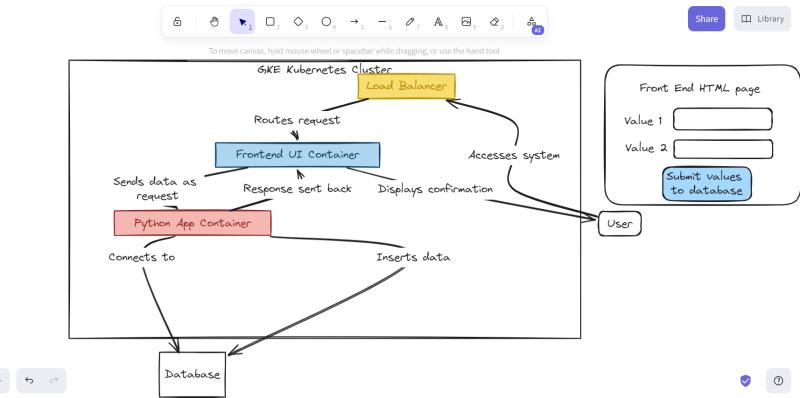 1
2
3
4
5
6
7
8
9
0
AI
Share
Library
To move canvas, hold mouse wheel or spacebar while dragging, or use the hand tool
GKE Kubernetes Cluster
Load Balancer
Routes request
Frontend UI Container
Accesses system
Sends data as
request
Response sent back
Displays confirmation
Python App Container
Connects to
Inserts data
Database
User
Front End HTML page
Value 1
Value 2
Submit values
to database